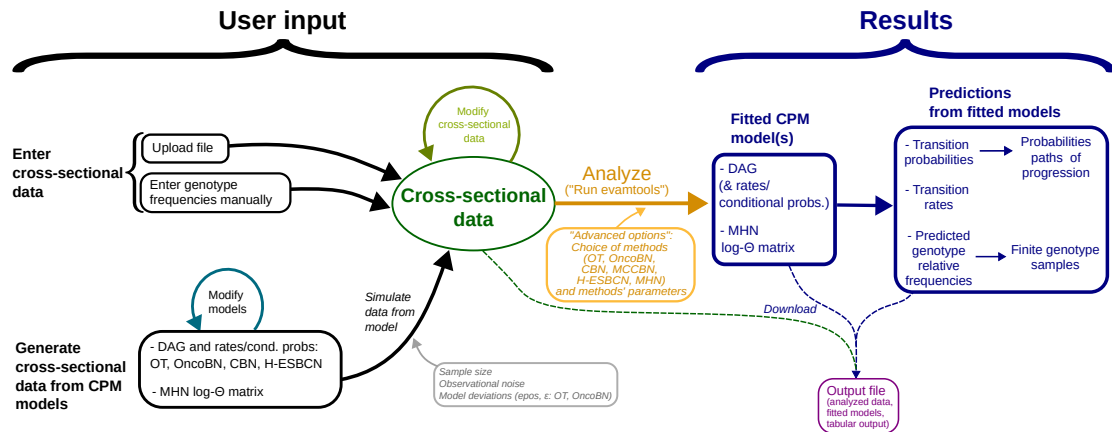 User input
Results
Enter
cross-sectional
data
Upload file
Enter genotype
frequencies manually
Modify
cross-sectional
data
Cross-sectional
data
Analyze
("Run evamtools")
"Advanced options":
Choice of methods
(OT, OncoBN,
CBN, MCCBN,
H-ESBCN, MHN)
and methods' parameters
Fitted CPM
model(s)
- DAG
(& rates/
conditional probs.)
- MHN
log-Θ matrix
Predictions
from fitted models
- Transition
probabilities
Probabilities
paths of
progression
- Transition
rates
- Predicted
genotype
relative
frequencies
Finite genotype
samples
Modify
models
Generate
cross-sectional
data from CPM
models
- DAG and rates/cond. probs:
OT, OncoBN, CBN, H-ESBCN
- MHN log-Θ matrix
Simulate
data from
model
Sample size
Observational noise
Model deviations (epos, ε: OT, OncoBN)
Download
Output file
(analyzed data,
fitted models,
tabular output)